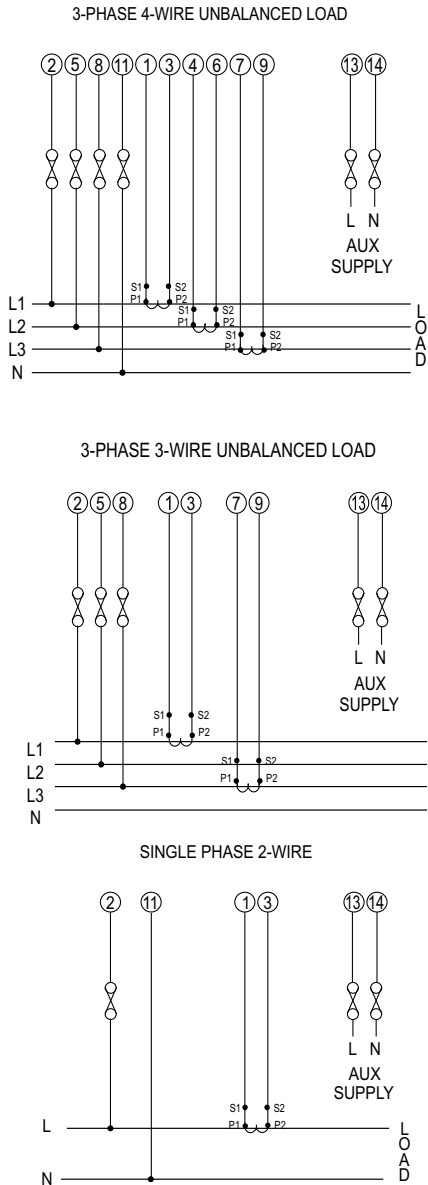 3-PHASE 4-WIRE UNBALANCED LOAD
2 5 8 11 1 3 4 6 7 9 13 14
L N
AUX
SUPPLY
S1 S2
L1 P1 P2 L
S1 S2
L2 P1 P2 O
S1 S2
L3 P1 P2 A
N D
3-PHASE 3-WIRE UNBALANCED LOAD
2 5 8 1 3 7 9 13 14
L N
AUX
SUPPLY
S1 S2
P1 P2
L1
S1 S2
L2
P1 P2
L3
N
SINGLE PHASE 2-WIRE
2 11 1 3 13 14
L N
AUX
SUPPLY
S1 S2
L P1 P2 L
O
A
N D